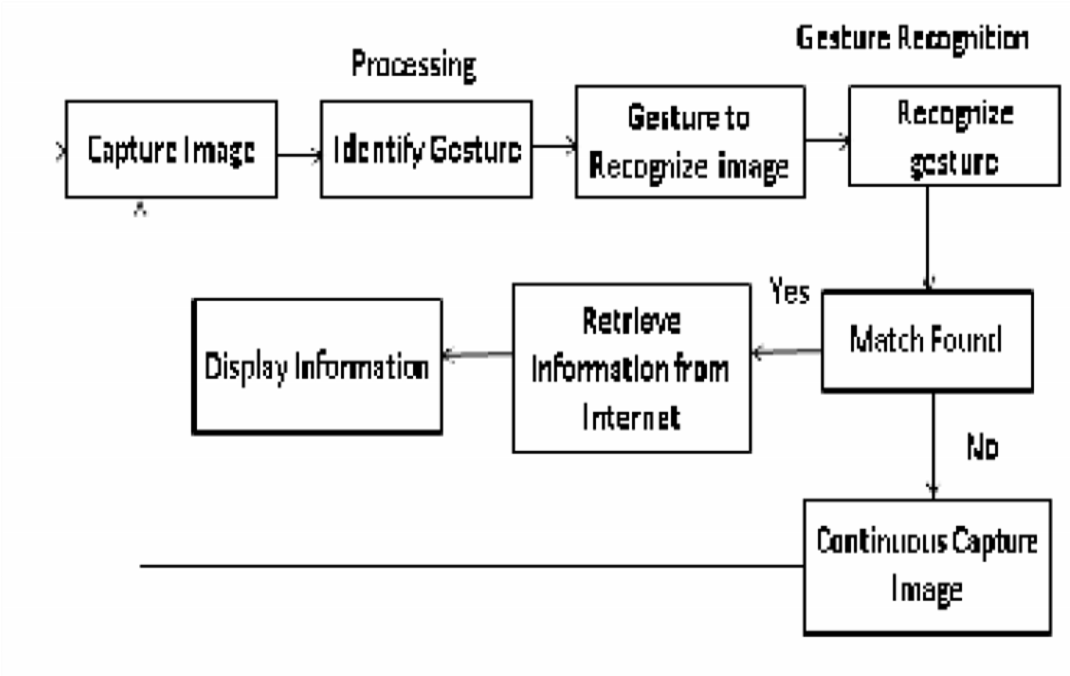 Gesture Recognition
Processing
Capture Image
Identify Gesture
Gesture to
Recognize image
Recognize
gesture
Yes
Match Found
Retrieve
Information from
Internet
Display Information
No
Continuous Capture
Image